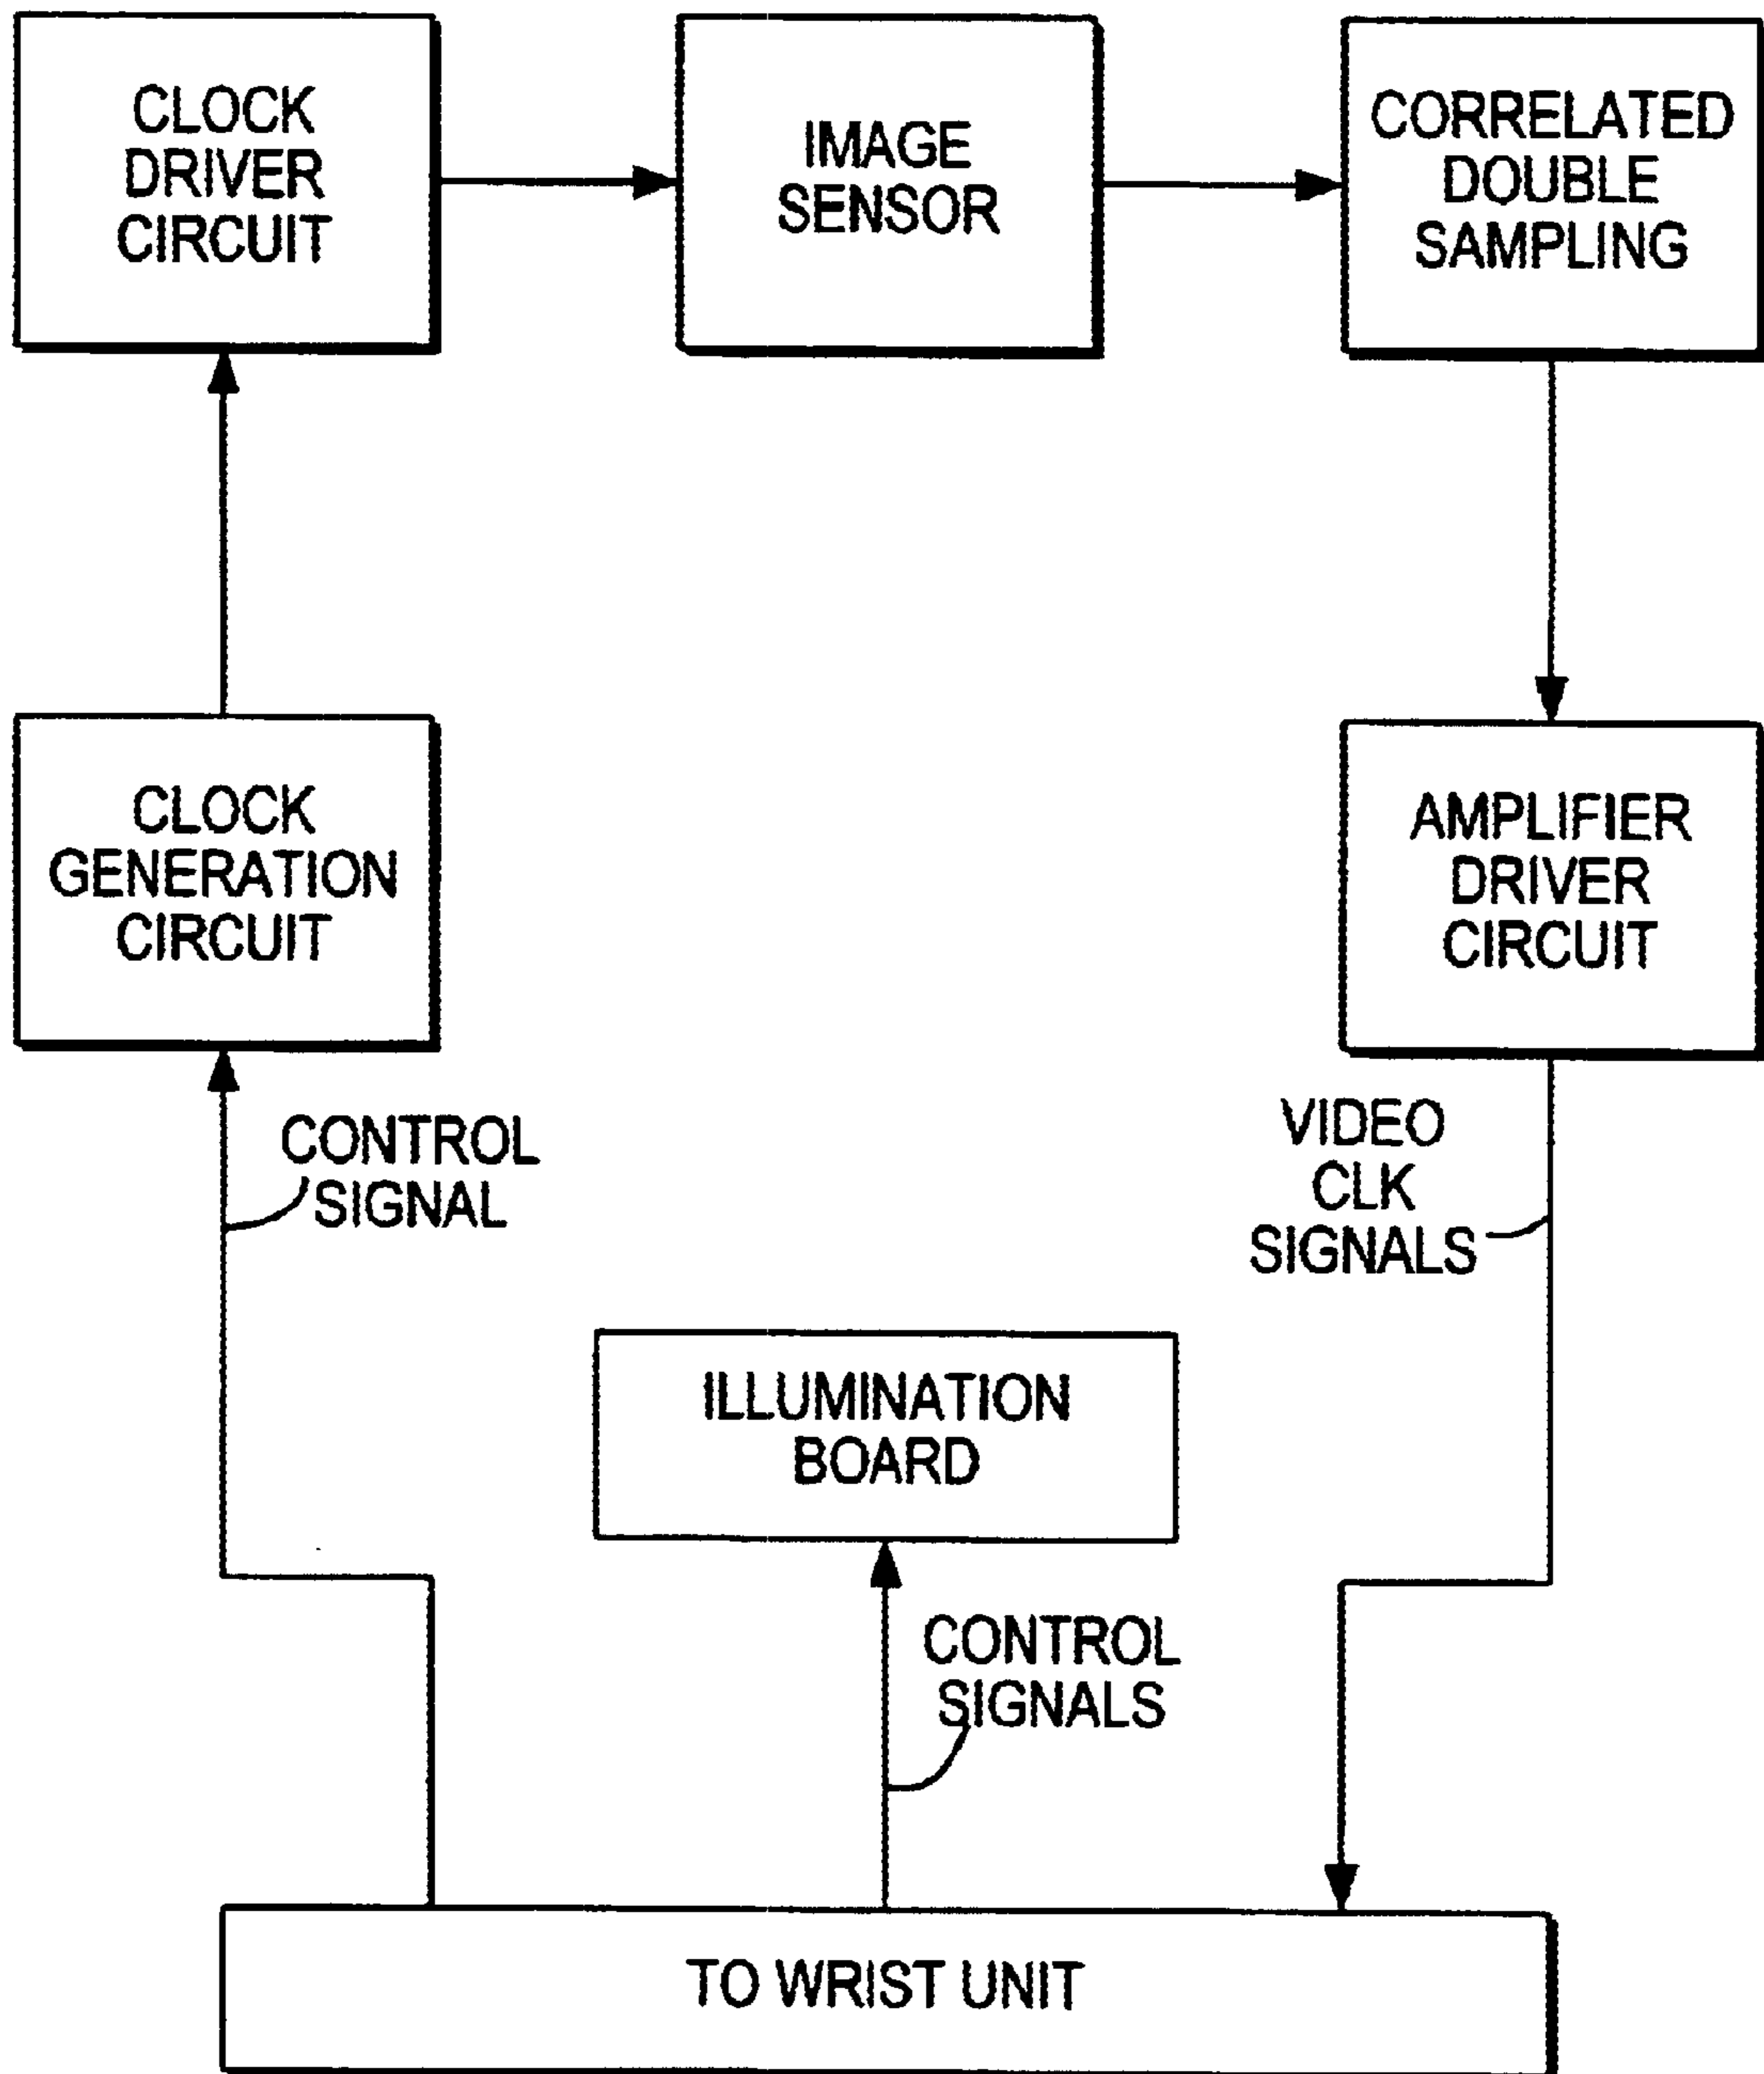 CLOCK
DRIVER
CIRCUIT
IMAGE
SENSOR
CORRELATED
DOUBLE
SAMPLING
CLOCK
GENERATION
CIRCUIT
AMPLIFIER
DRIVER
CIRCUIT
CONTROL
SIGNAL
VIDEO
CLK
SIGNALS
ILLUMINATION
BOARD
CONTROL
SIGNALS
TO WRIST UNIT